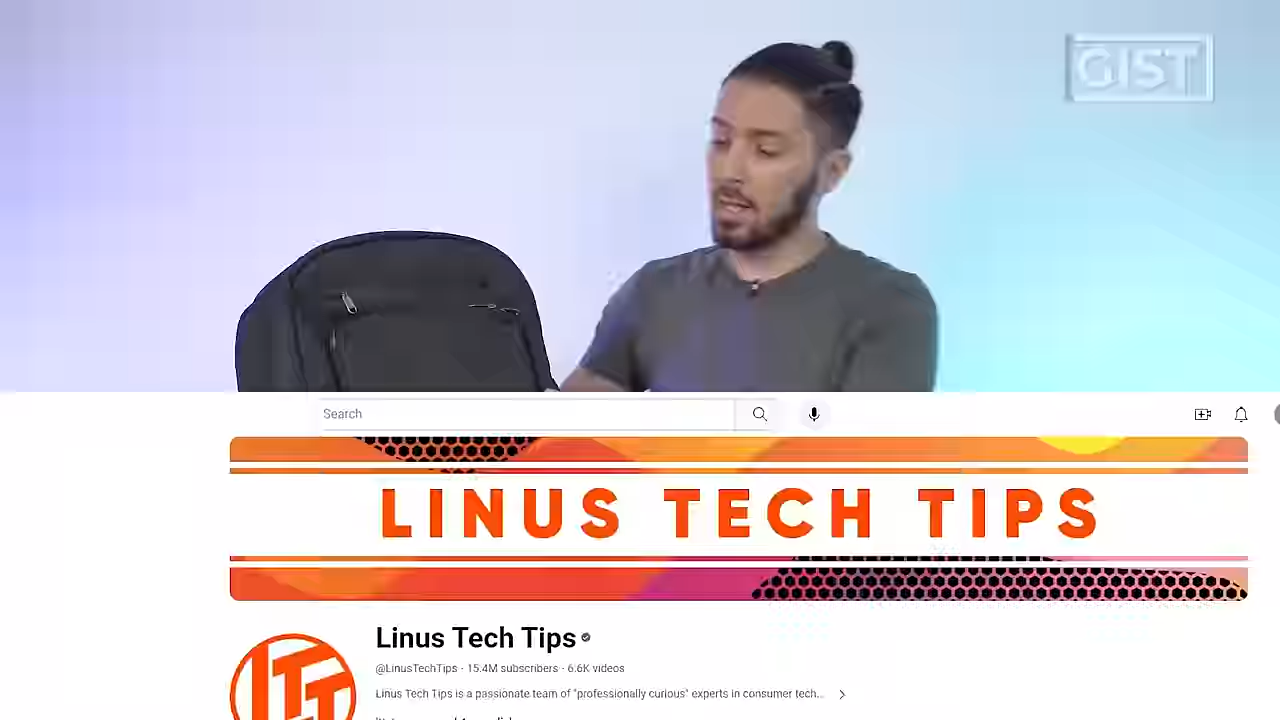 GIST
Search
LINUS TECH TIPS
Linus Tech Tips
@LinusTechTips · 15.4M subscribers · 6.6K videos
Linus Tech Tips is a passionate team of "professionally curious" experts in consumer tech...
LTT